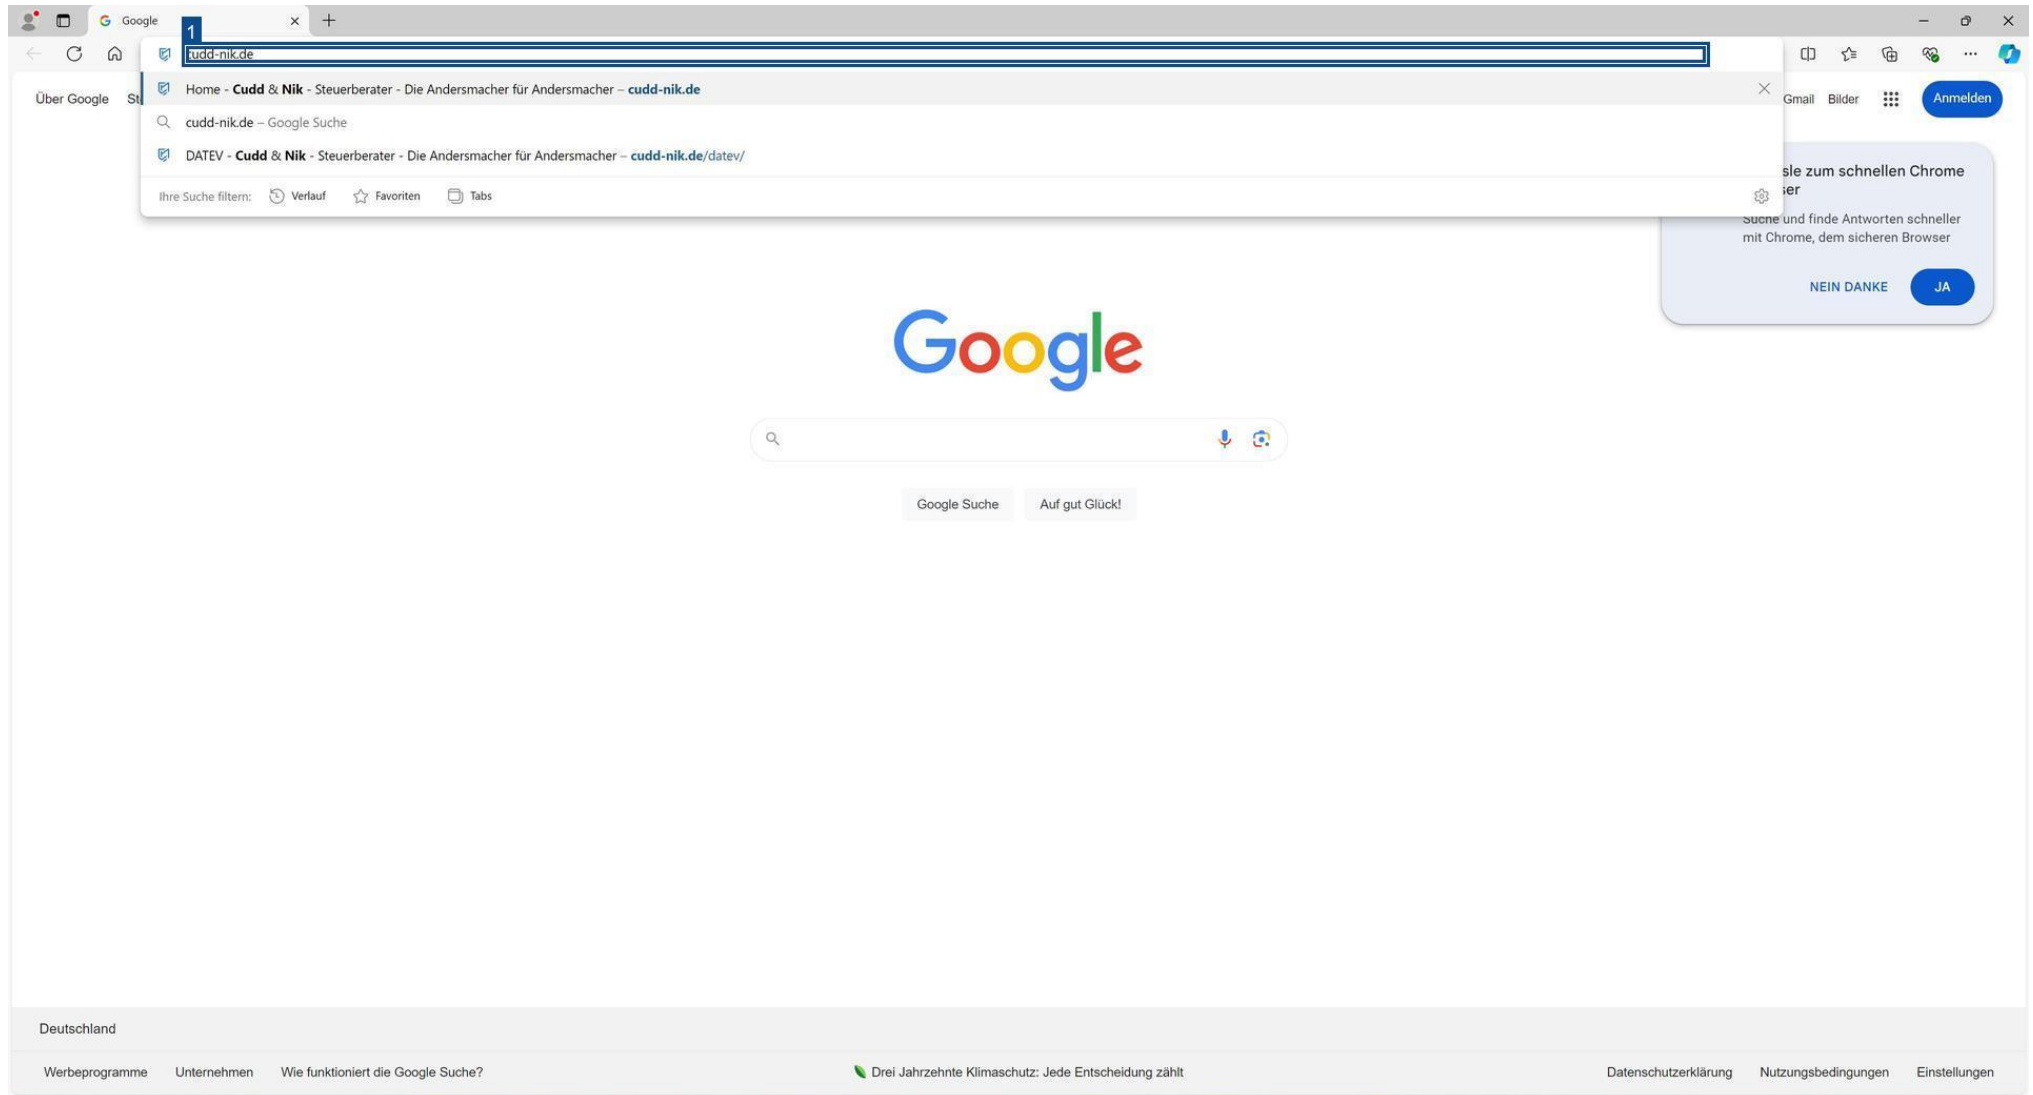 Google
1
cudd-nik.de
Home - Cudd & Nik - Steuerberater - Die Andersmacher für Andersmacher – cudd-nik.de
Über Google
Gmail Bilder Anmelden
cudd-nik.de – Google Suche
DATEV - Cudd & Nik - Steuerberater - Die Andersmacher für Andersmacher – cudd-nik.de/datev/
Ihre Suche filtern: Verlauf Favoriten Tabs
zum schnellen Chrome
Suche und finde Antworten schneller
mit Chrome, dem sicheren Browser
NEIN DANKE JA
Google
Google Suche Auf gut Glück!
Deutschland
Werbeprogramme Unternehmen Wie funktioniert die Google Suche? Drei Jahrzehnte Klimaschutz: Jede Entscheidung zählt Datenschutzerklärung Nutzungsbedingungen Einstellungen